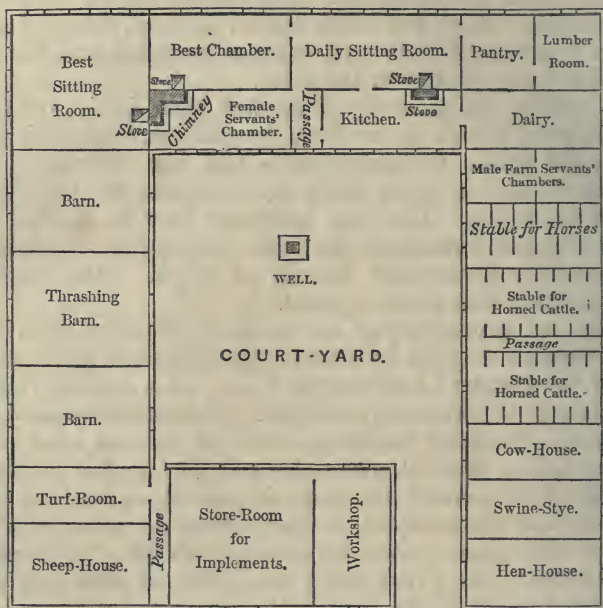 Best
Sitting
Room.
Best Chamber.
Daily Sitting Room.
Pantry.
Lumber
Room.
Stove
Stove
Chimney
Stove
Stove
Female
Servants'
Chamber.
Passage
Kitchen.
Dairy.
Barn.
Male Farm Servants'
Chambers.
Stable for Horses
WELL.
Thrashing
Barn.
Stable for
Horned Cattle.
Passage
COURT-YARD.
Stable for
Horned Cattle.
Barn.
Cow-House.
Turf-Room.
Passage
Store-Room
for
Implements.
Workshop.
Swine-Stye.
Sheep-House.
Hen-House.